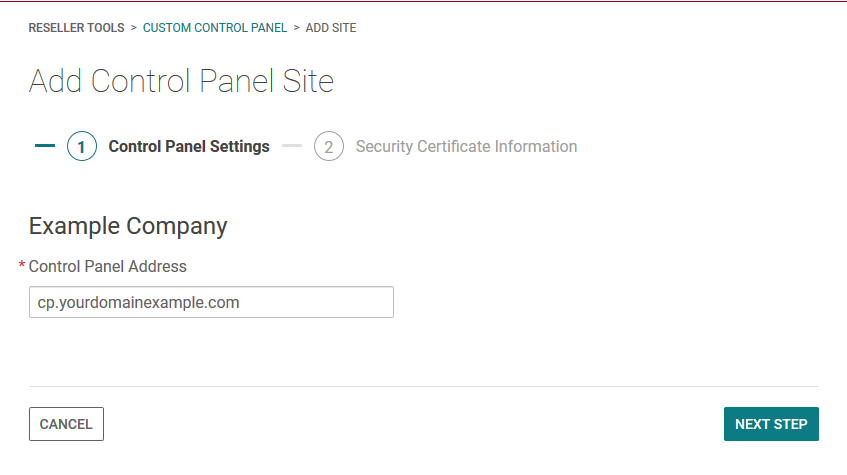 RESELLER TOOLS > CUSTOM CONTROL PANEL > ADD SITE
Add Control Panel Site
1 Control Panel Settings 2 Security Certificate Information
Example Company
* Control Panel Address
cp.yourdomainexample.com
CANCEL NEXT STEP